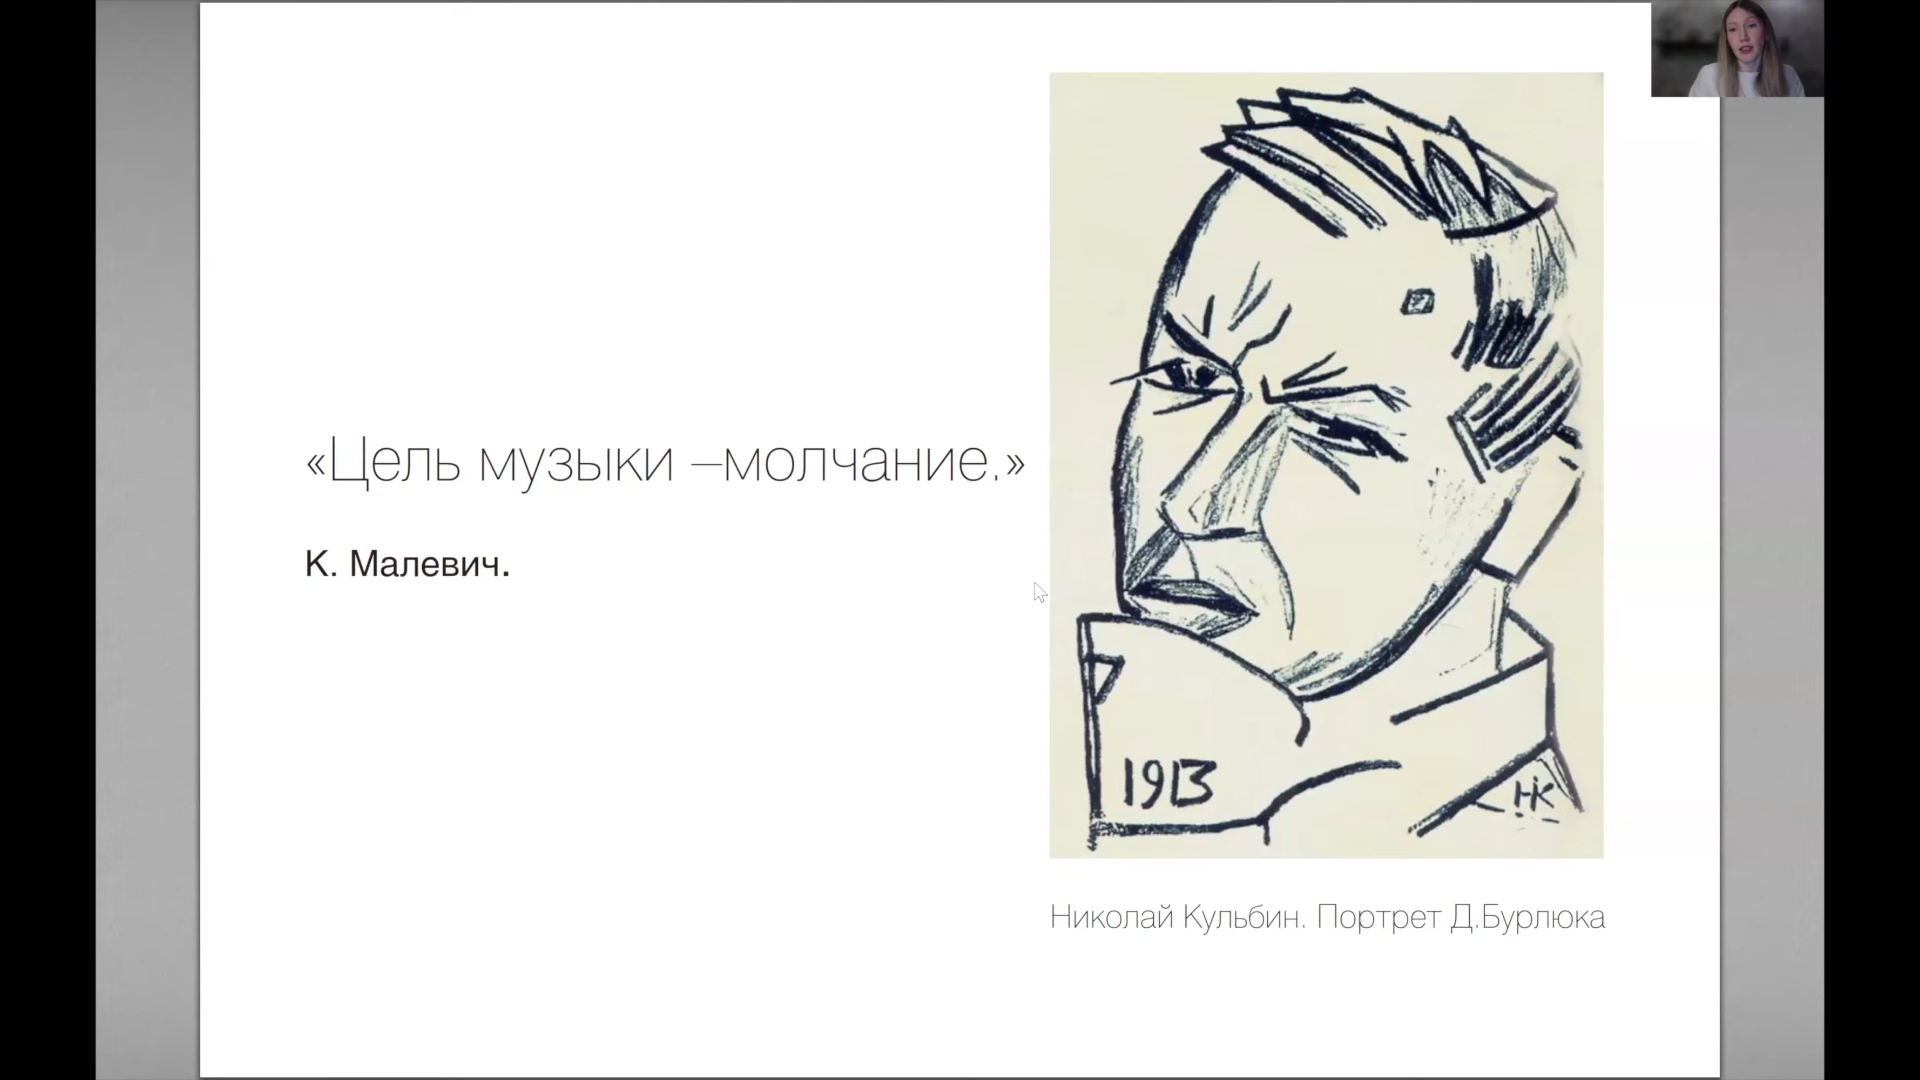 «Цель музыки –молчание.»
К. Малевич.
1913
НК
Николай Кульбин. Портрет Д.Бурлюка